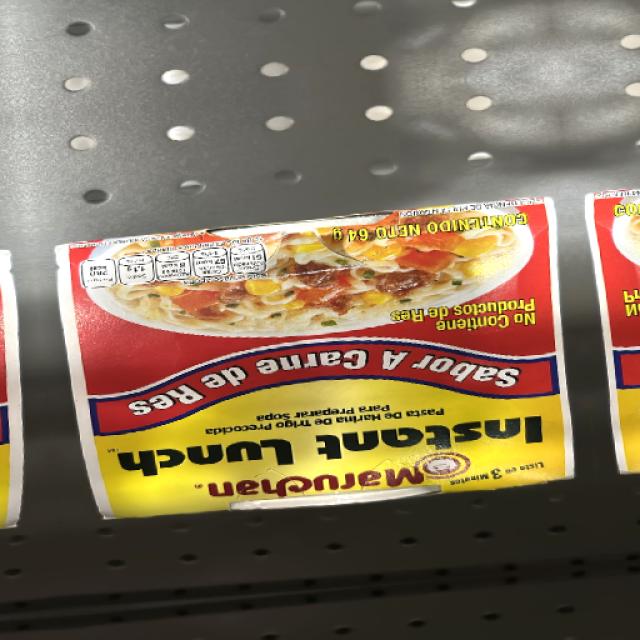 Listo en 3 Minutos
Maruchan®
Instant Lunch™
Pasta De Harina De Trigo Precocida
Para Preparar Sopa
Sabor A Carne de Res
No Contiene
Productos de Res
CONTENIDO NETO 64 g